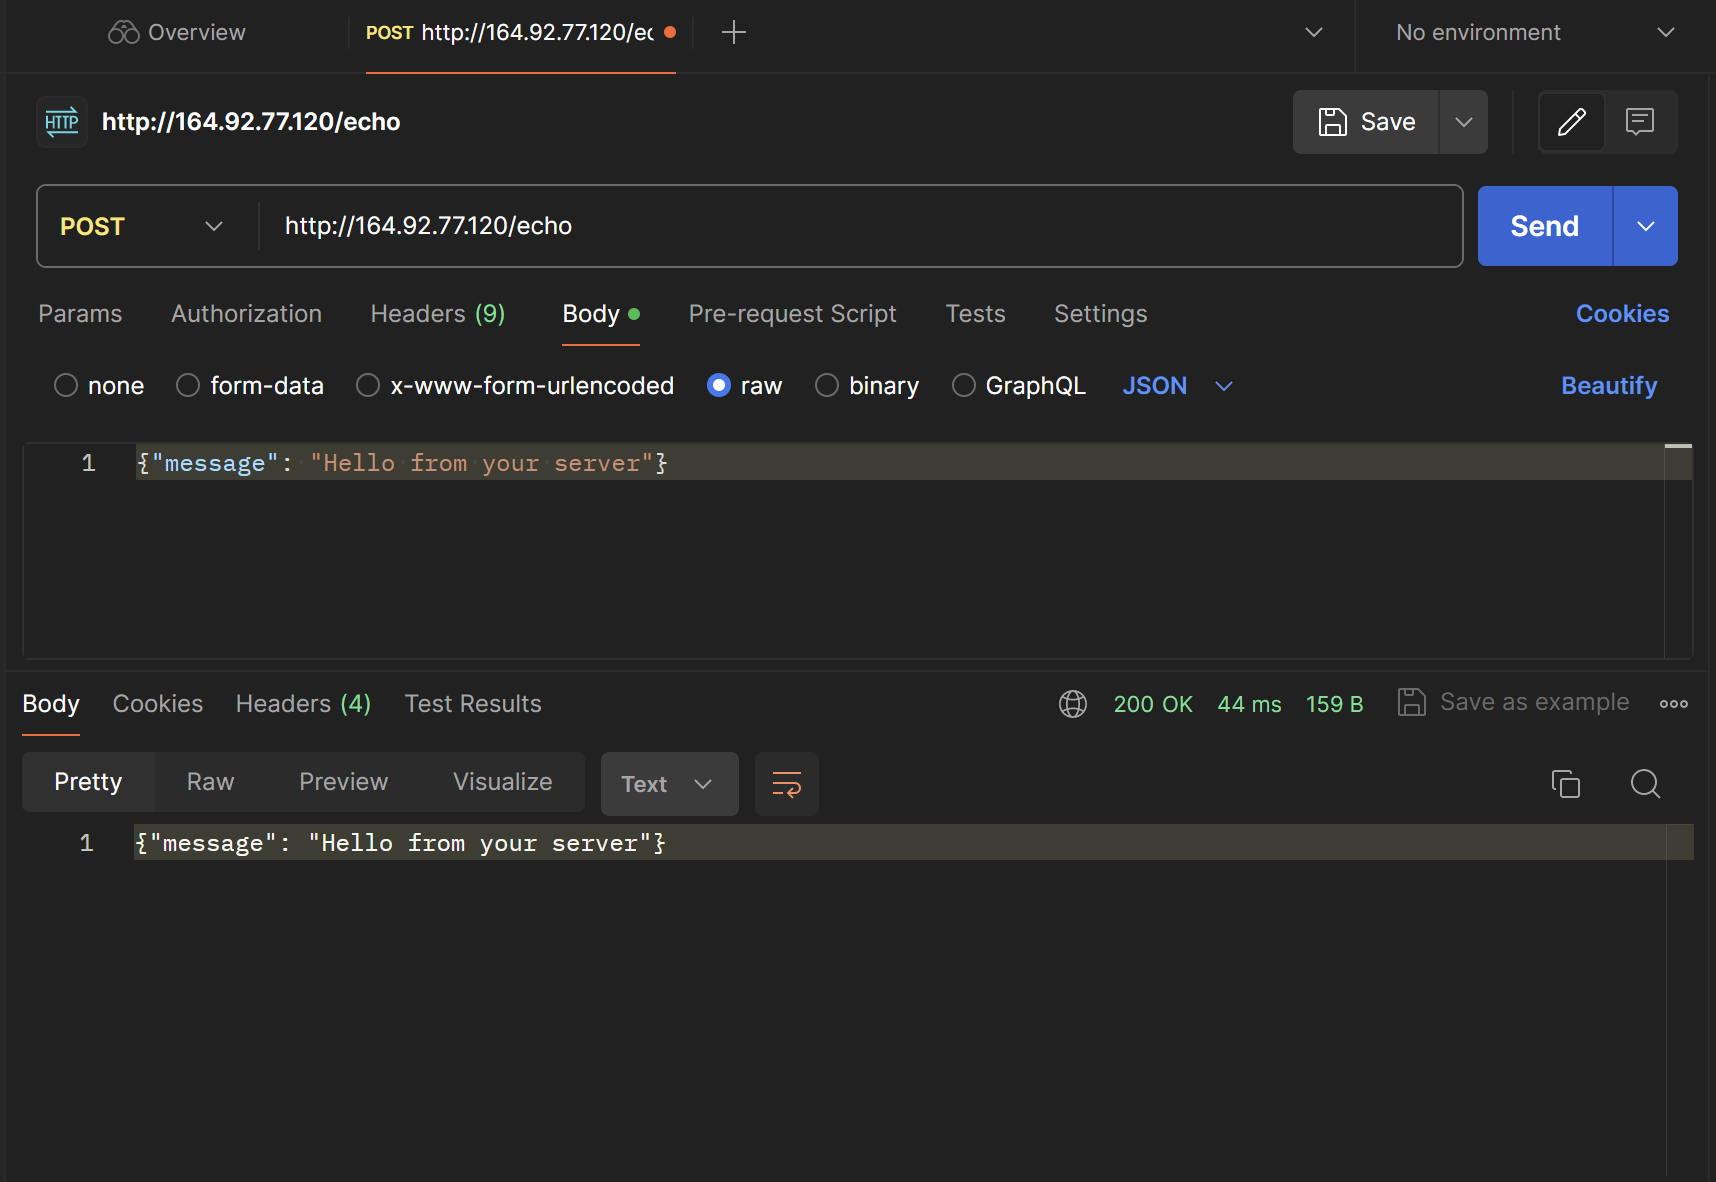 Overview
POST http://164.92.77.120/ec
No environment
HTTP
http://164.92.77.120/echo
Save
POST
http://164.92.77.120/echo
Send
Params Authorization Headers (9) Body Pre-request Script Tests Settings Cookies
none form-data x-www-form-urlencoded raw binary GraphQL JSON Beautify
1 {"message": "Hello from your server"}
Body Cookies Headers (4) Test Results 200 OK 44 ms 159 B Save as example
Pretty Raw Preview Visualize Text
1 {"message": "Hello from your server"}